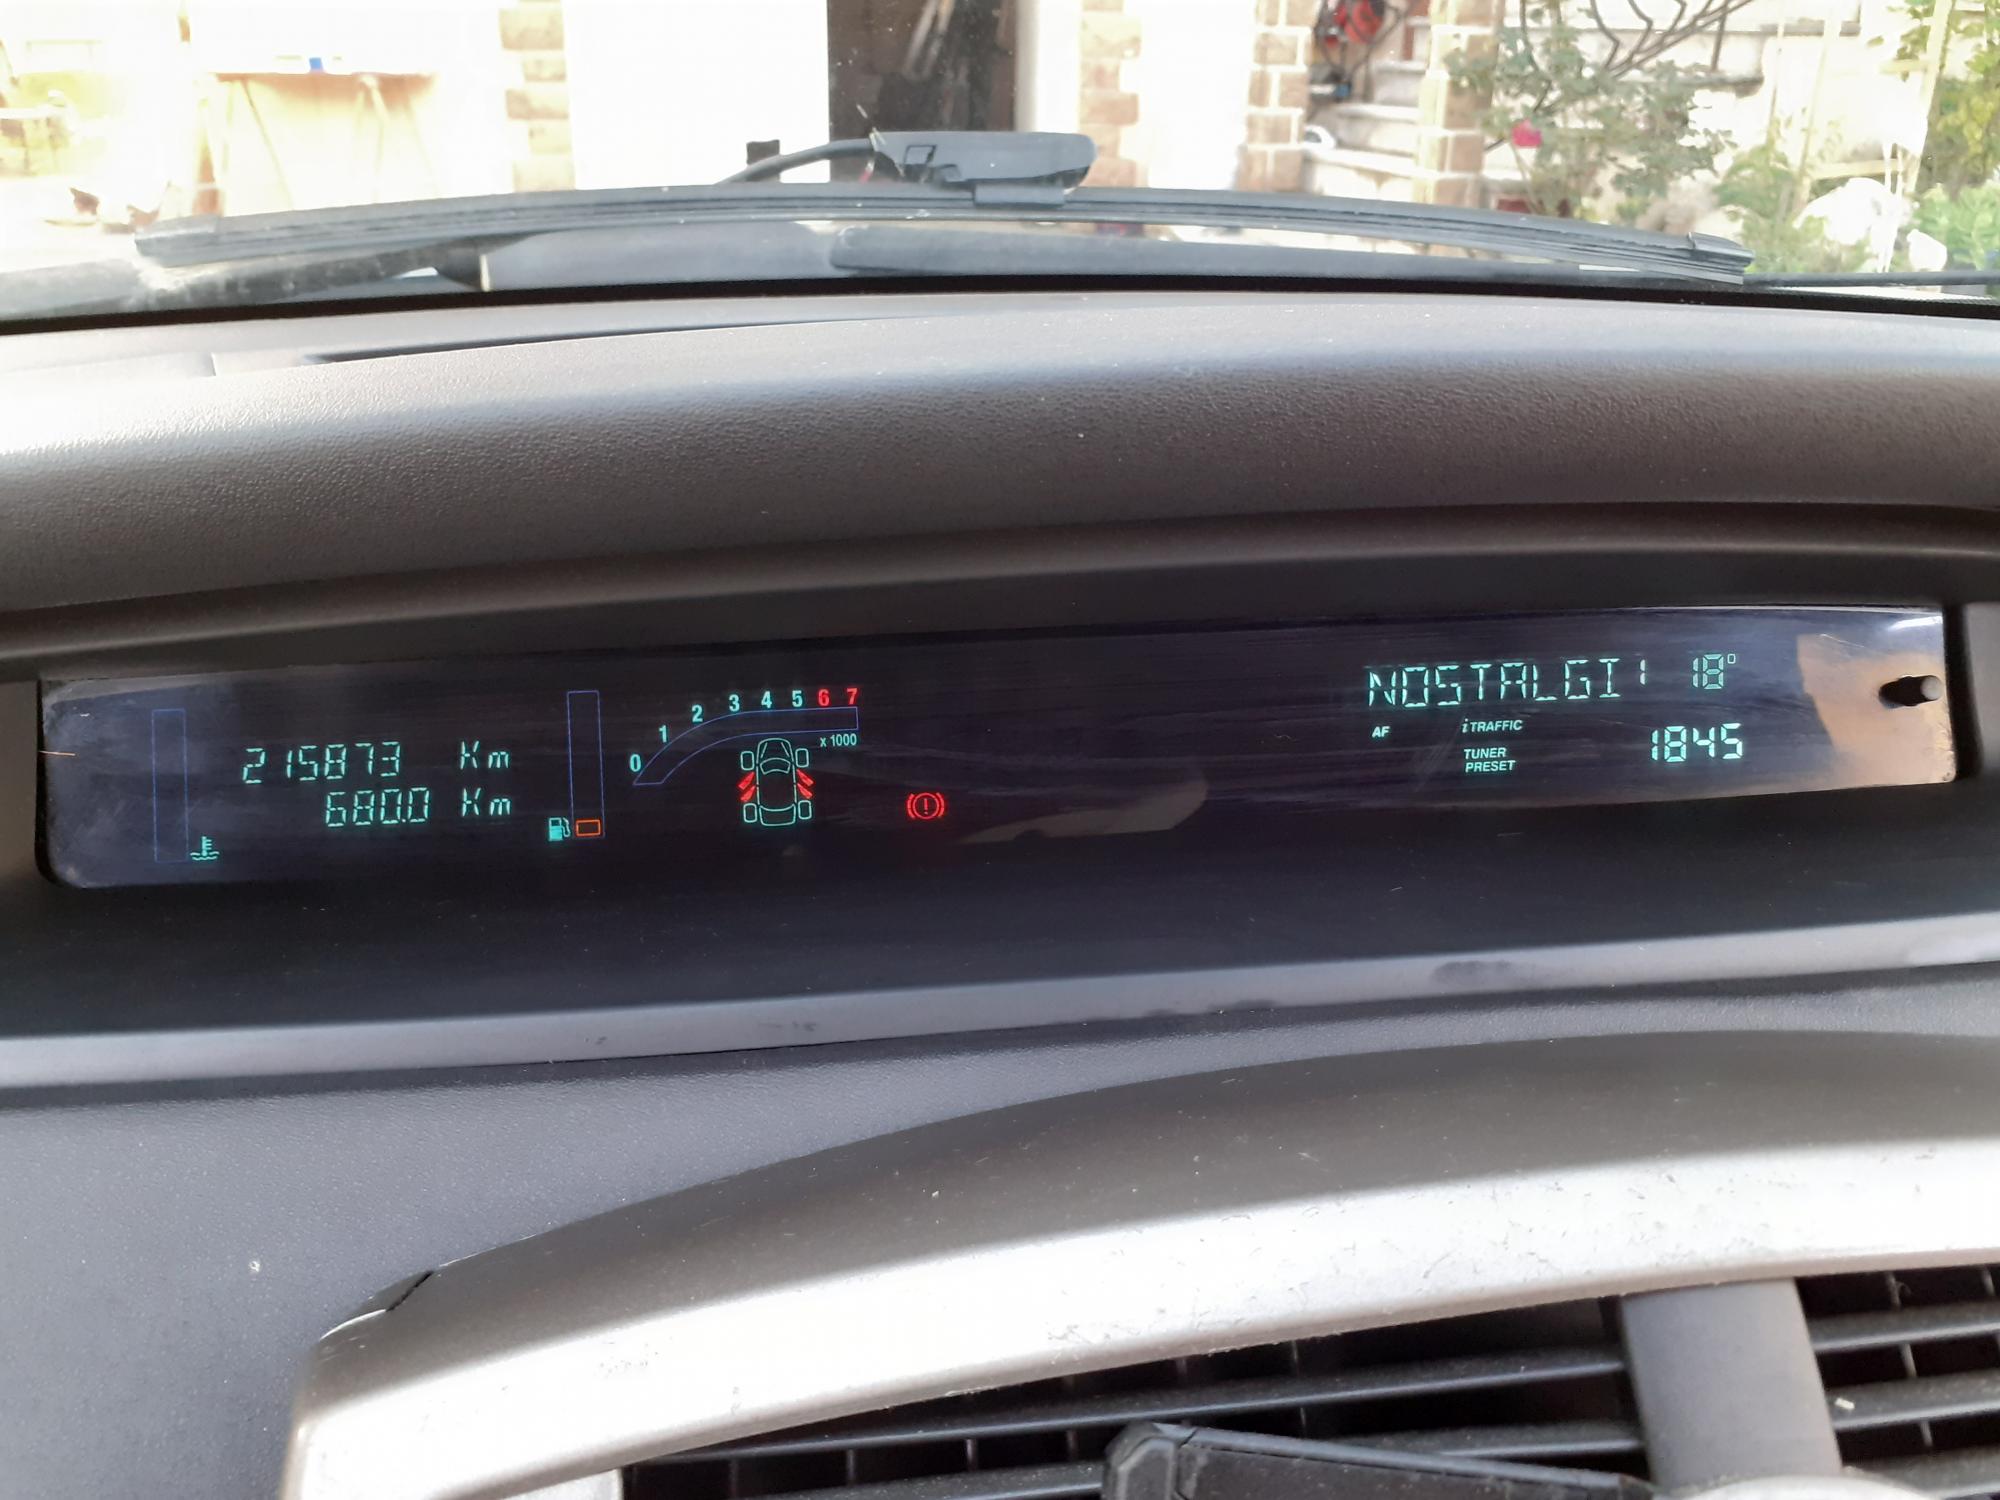 215873 Km
680.0 Km
0 1 2 3 4 5 6 7
x 1000
NOSTALGI 1 18°
AF i TRAFFIC
TUNER
PRESET
1845